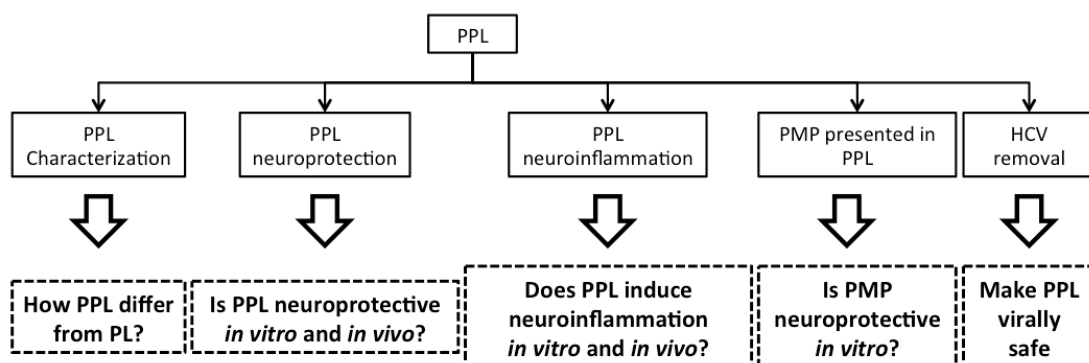 PPL
PPL
Characterization
PPL
neuroprotection
PPL
neuroinflammation
PMP presented in
PPL
HCV
removal
How PPL differ
from PL?
Is PPL neuroprotective
in vitro and in vivo?
Does PPL induce
neuroinflammation
in vitro and in vivo?
Is PMP
neuroprotective
in vitro?
Make PPL
virally
safe